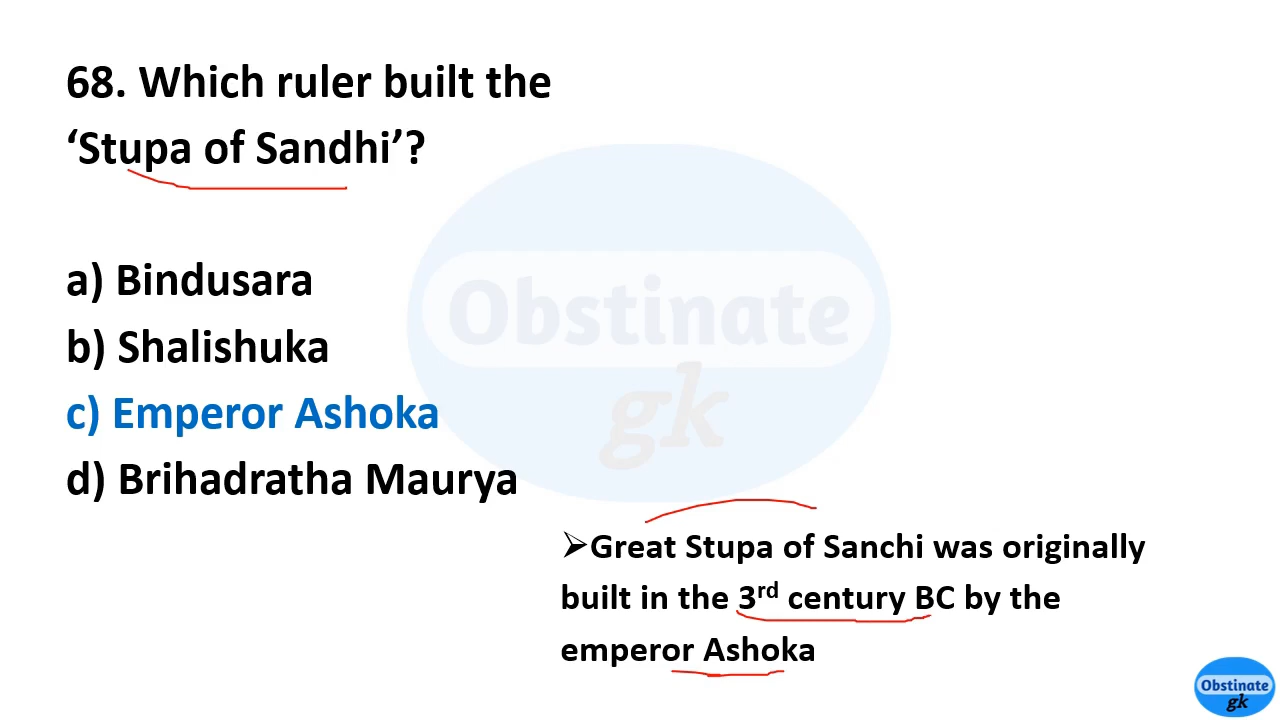 68. Which ruler built the
‘Stupa of Sandhi’?
a) Bindusara
b) Shalishuka
c) Emperor Ashoka
d) Brihadratha Maurya
➢Great Stupa of Sanchi was originally
built in the 3rd century BC by the
emperor Ashoka
Obstinate
gk
Obstinate
gk